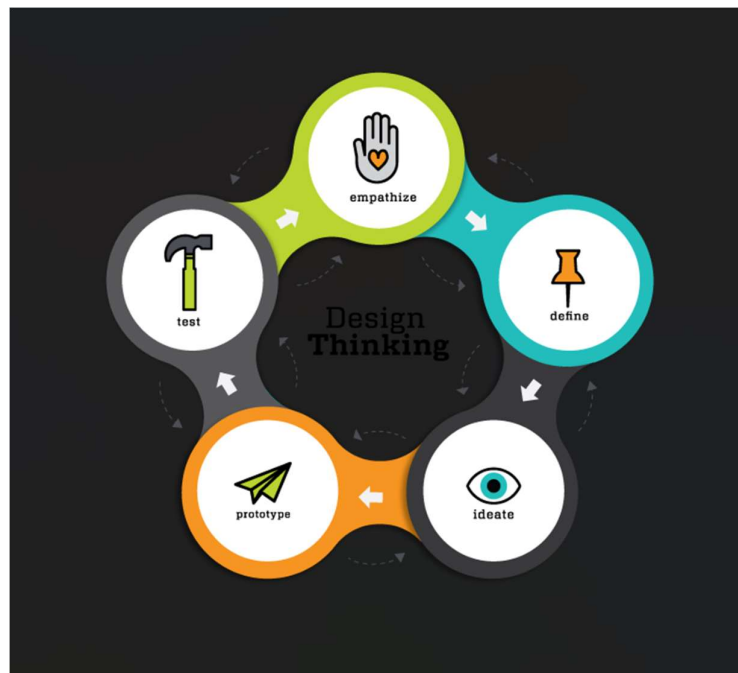 empathize
define
test
Design
Thinking
prototype
ideate